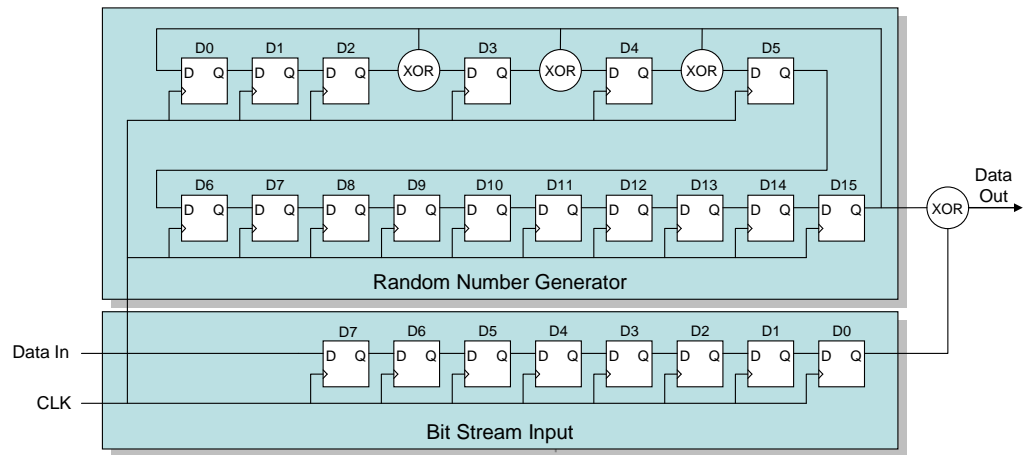 D0 D1 D2 D3 D4 D5
D Q D Q D Q XOR D Q XOR D Q XOR D Q
D6 D7 D8 D9 D10 D11 D12 D13 D14 D15
D Q D Q D Q D Q D Q D Q D Q D Q D Q D Q
XOR
Data
Out
Random Number Generator
D7 D6 D5 D4 D3 D2 D1 D0
Data In
D Q D Q D Q D Q D Q D Q D Q D Q
CLK
Bit Stream Input